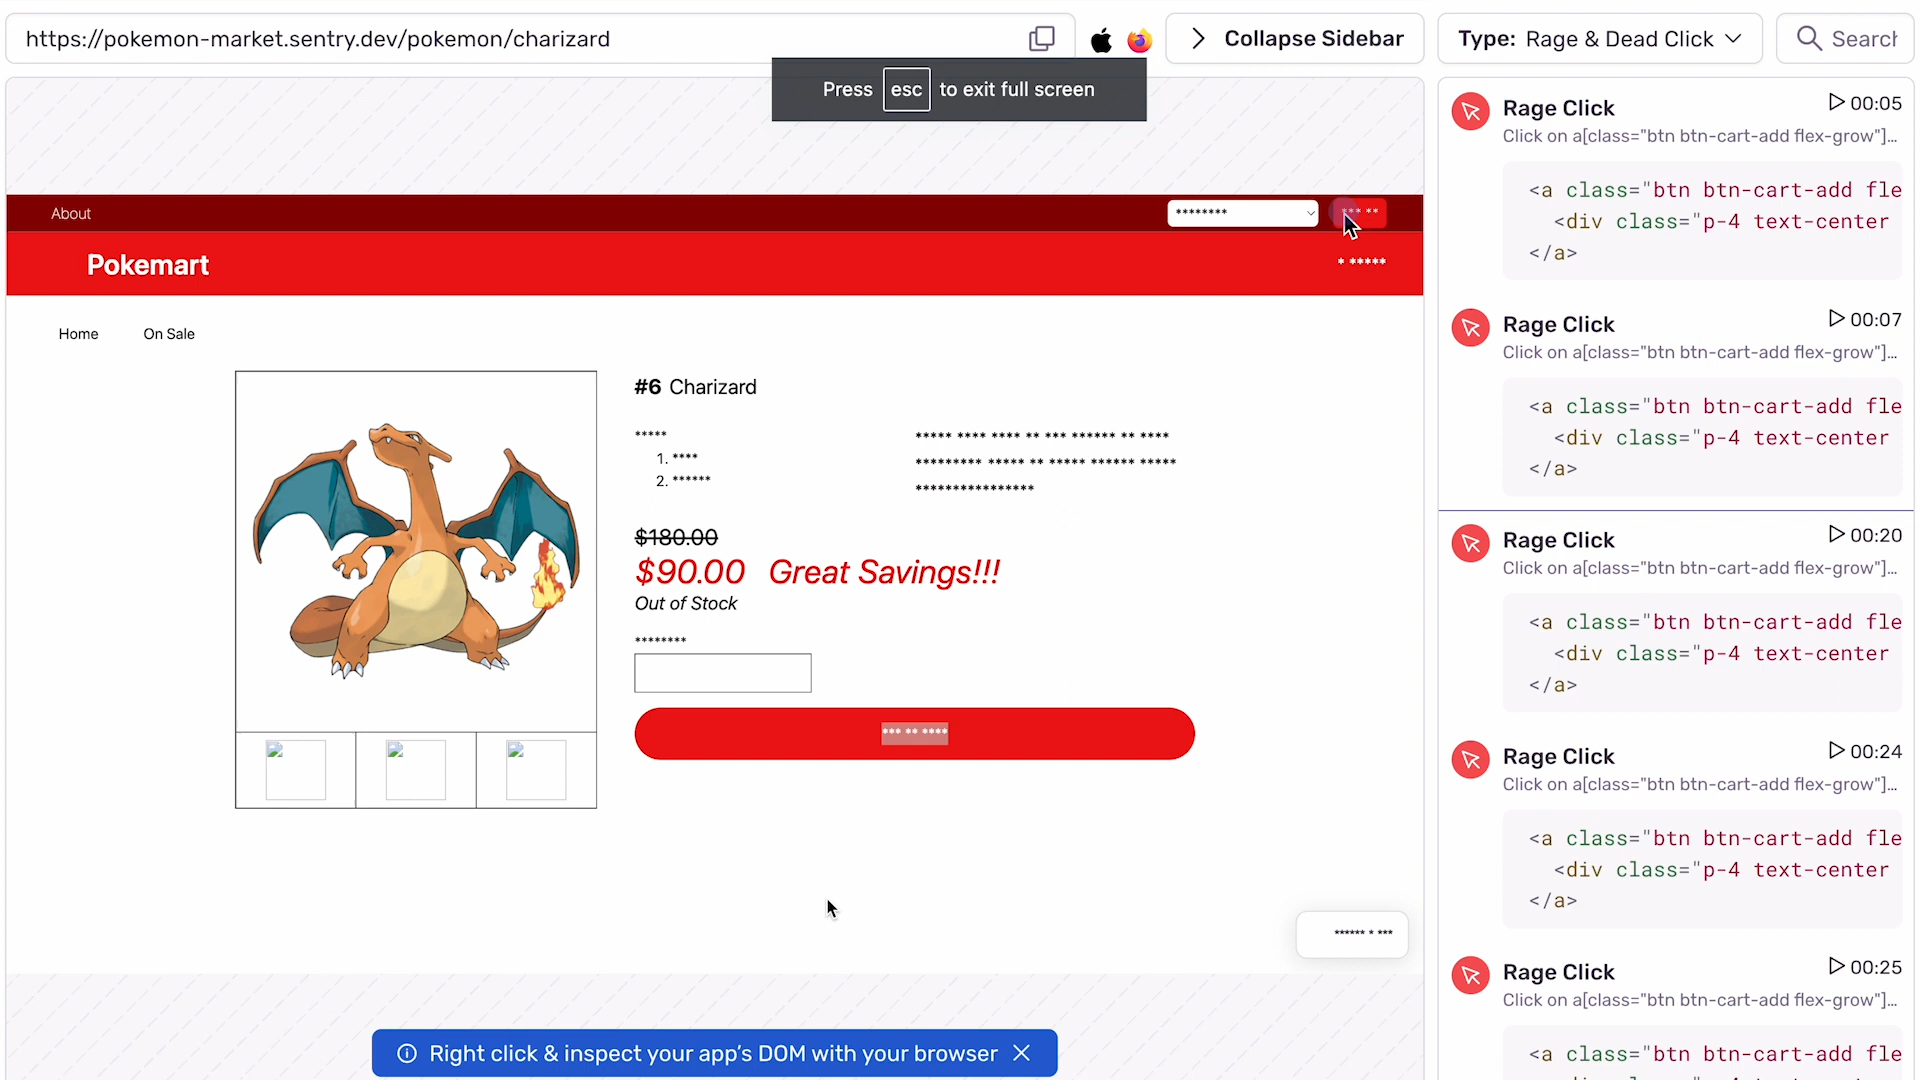 https://pokemon-market.sentry.dev/pokemon/charizard
Collapse Sidebar
Type: Rage & Dead Click
Search
Press esc to exit full screen
About
******** 
*** **
Pokemart
* *****
Home
On Sale
#6 Charizard
*****
1. ****
2. ******
***** **** **** ** *** ****** ** ****
********* ***** ** ***** ****** *****
****************
$180.00
$90.00 Great Savings!!!
Out of Stock
********
*** ** ****
****** * ***
Right click & inspect your app's DOM with your browser
Rage Click
00:05
Click on a[class="btn btn-cart-add flex-grow"]...
<a class="btn btn-cart-add fle
<div class="p-4 text-center
</a>
Rage Click
00:07
Click on a[class="btn btn-cart-add flex-grow"]...
<a class="btn btn-cart-add fle
<div class="p-4 text-center
</a>
Rage Click
00:20
Click on a[class="btn btn-cart-add flex-grow"]...
<a class="btn btn-cart-add fle
<div class="p-4 text-center
</a>
Rage Click
00:24
Click on a[class="btn btn-cart-add flex-grow"]...
<a class="btn btn-cart-add fle
<div class="p-4 text-center
</a>
Rage Click
00:25
Click on a[class="btn btn-cart-add flex-grow"]...
<a class="btn btn-cart-add fle